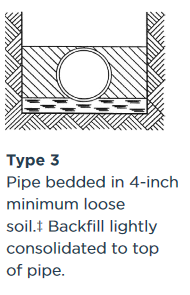 Type 3
Pipe bedded in 4-inch
minimum loose
soil.‡ Backfill lightly
consolidated to top
of pipe.